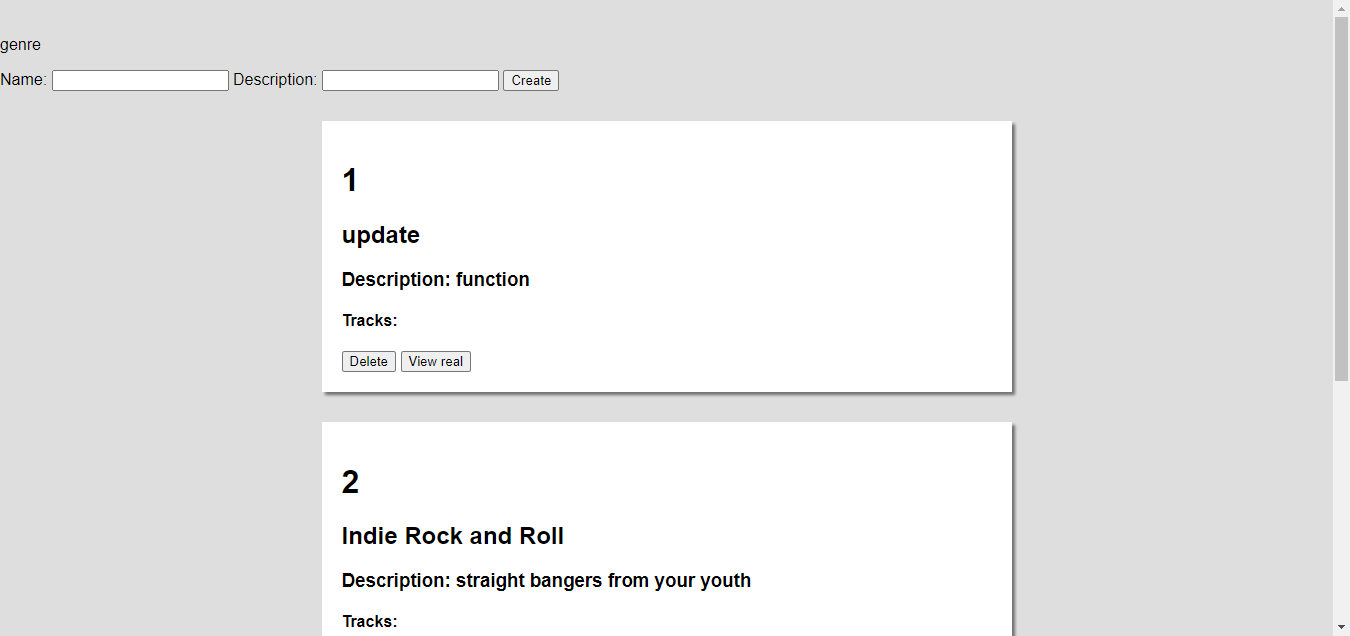 genre
Name: Description: Create
1
update
Description: function
Tracks:
Delete View real
2
Indie Rock and Roll
Description: straight bangers from your youth
Tracks: